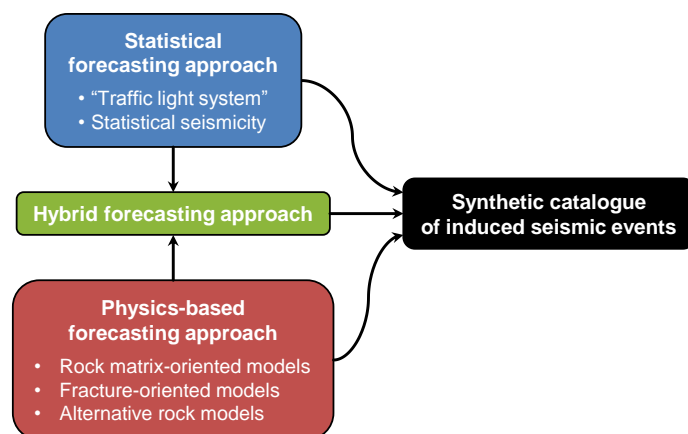 Statistical
forecasting approach
• “Traffic light system”
• Statistical seismicity
Hybrid forecasting approach
Synthetic catalogue
of induced seismic events
Physics-based
forecasting approach
• Rock matrix-oriented models
• Fracture-oriented models
• Alternative rock models